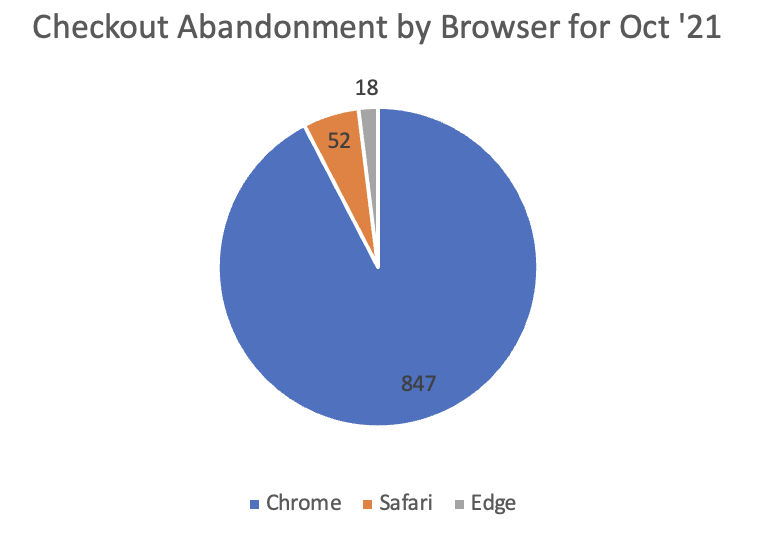 Checkout Abandonment by Browser for Oct '21
18
52
847
Chrome Safari Edge